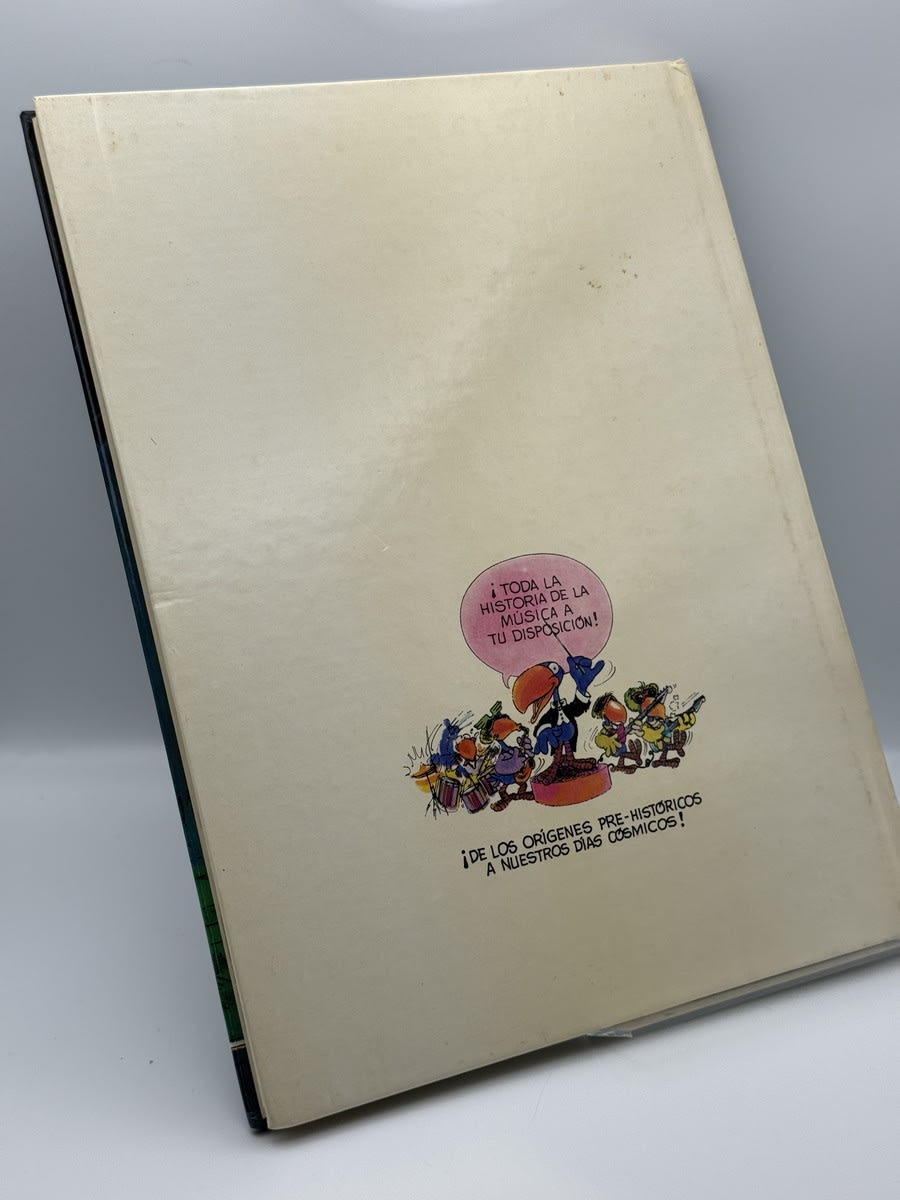 ¡TODA LA
HISTORIA DE LA
MÚSICA A
TU DISPOSICIÓN!
¡DE LOS ORÍGENES PRE-HISTÓRICOS
A NUESTROS DÍAS CÓSMICOS!